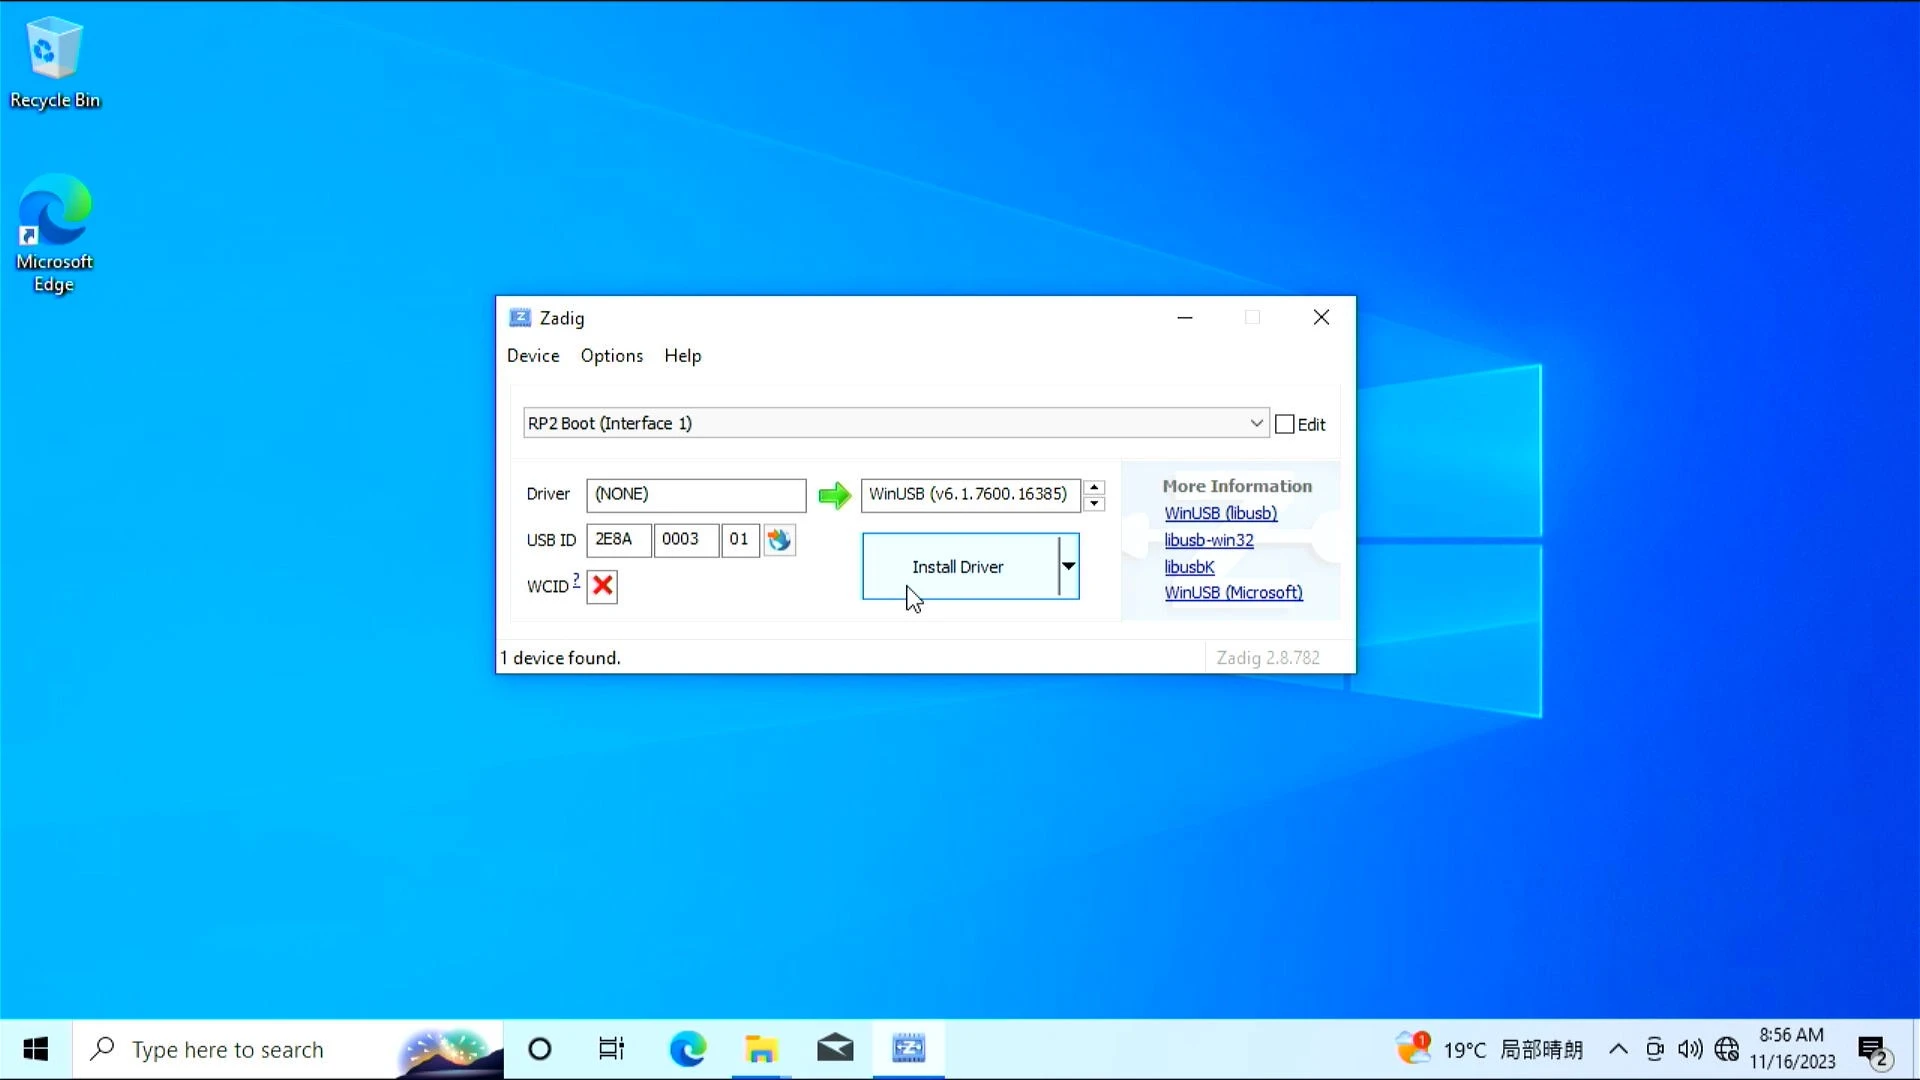 Recycle Bin
Microsoft
Edge
Zadig
Device Options Help
RP2 Boot (Interface 1)
Edit
Driver (NONE) WinUSB (v6.1.7600.16385)
USB ID 2E8A 0003 01
WCID ?
Install Driver
More Information
WinUSB (libusb)
libusb-win32
libusbK
WinUSB (Microsoft)
1 device found.
Zadig 2.8.782
Type here to search
1
19°C 局部晴朗
8:56 AM
11/16/2023
2